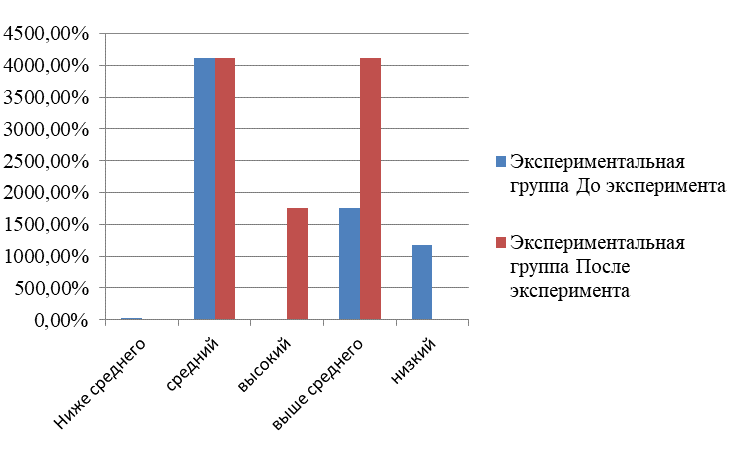 4500,00%
4000,00%
3500,00%
3000,00%
2500,00%
2000,00%
1500,00%
1000,00%
500,00%
0,00%
Ниже среднего
средний
высокий
выше среднего
низкий
Экспериментальная
группа До эксперимента
Экспериментальная
группа После
эксперимента